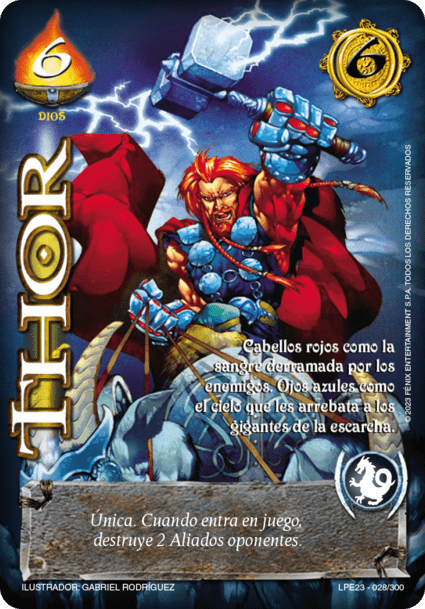 6
6
DIOS
THOR
Cabellos rojos como la
sangre derramada por los
enemigos. Ojos azules como
el cielo que les arrebata a los
gigantes de la escarcha.
© 2023 FÉNIX ENTERTAINMENT S.P.A. TODOS LOS DERECHOS RESERVADOS
Única. Cuando entra en juego,
destruye 2 Aliados oponentes.
ILUSTRADOR: GABRIEL RODRÍGUEZ
LPE23 - 028/300